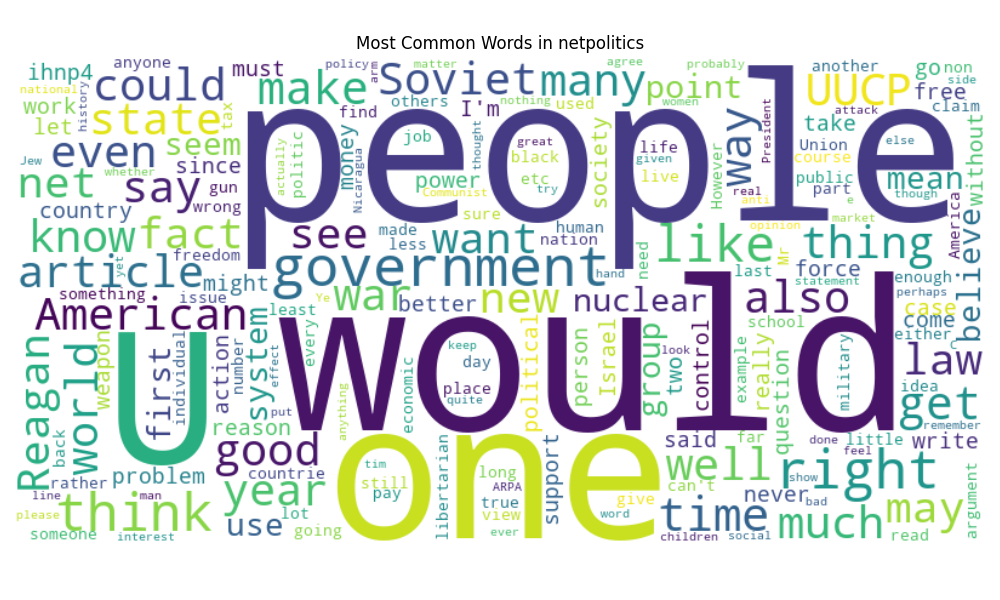 Most Common Words in netpolitics
ihnp4 anyone must policy matter agree probably another go non
national could make arm Soviet many point UUCP free side
work history state tax find others I'm nothing used women attack take claim
let seem politic actually people thought job great black society life way President Union else without
Jew even since money Nicaragua power Communist etc try given live However real course public mean
net whether say gun wrong sure anti part e though
country made less want human nation need opinion market America believe
know fact see like Mr thing
article yet freedom might government hand last force statement enough
something issue least Ye war better new nuclear also case perhaps
American system every would political Israel person group control school come either
Reagan world weapon first individual action number effect keep day economic two look example really military law
U put place quite idea get
back reason anything one question remember
rather problem good countrie tim still pay libertarian long ARPA true view support said can't far done little feel write
line man year give well never show bad right argument
please think use lot going ever word time much may
someone interest children social read